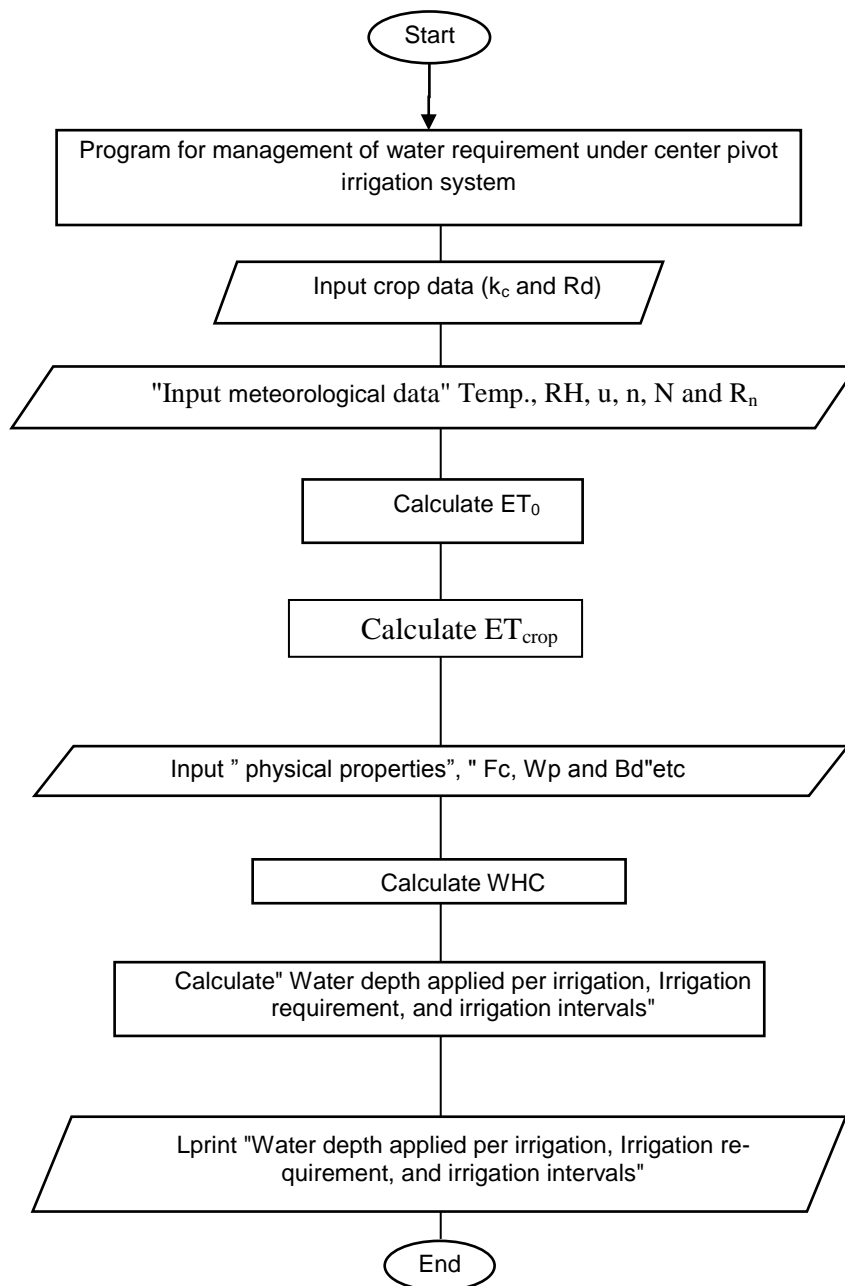 Start
Program for management of water requirement under center pivot
irrigation system
Input crop data (kc and Rd)
"Input meteorological data" Temp., RH, u, n, N and Rn
Calculate ET0
Calculate ETcrop
Input ” physical properties”, " Fc, Wp and Bd"etc
Calculate WHC
Calculate" Water depth applied per irrigation, Irrigation
requirement, and irrigation intervals"
Lprint "Water depth applied per irrigation, Irrigation re-
quirement, and irrigation intervals"
End